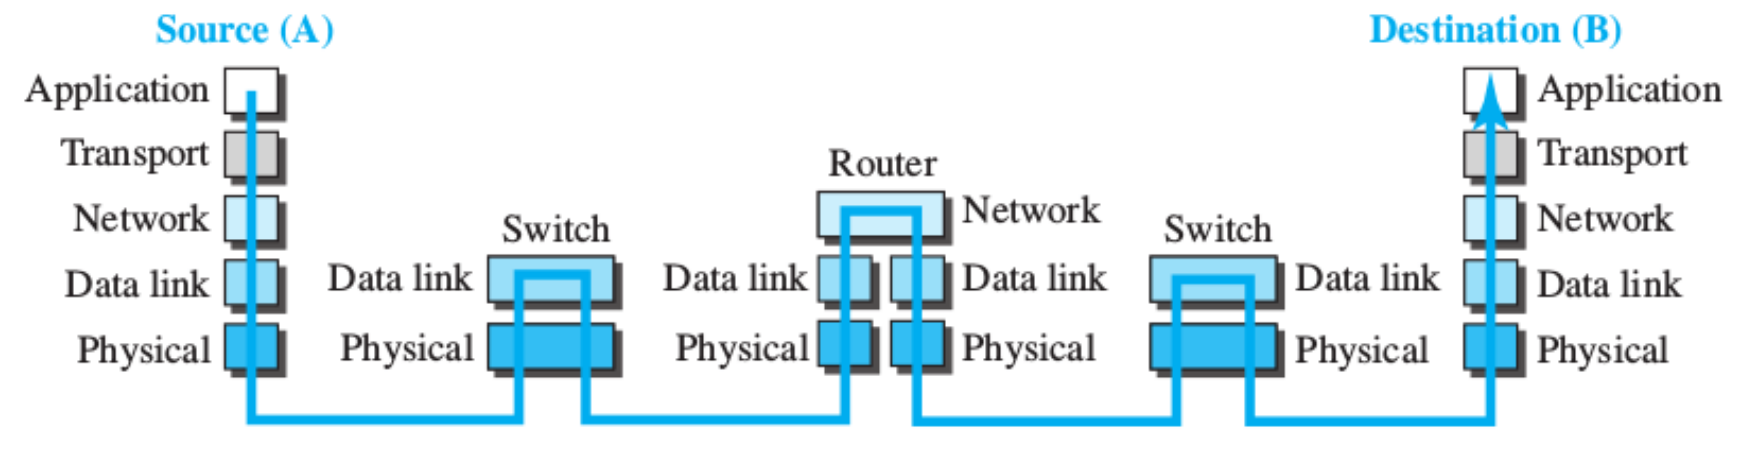 Source (A)
Destination (B)
Application
Application
Transport
Transport
Router
Network
Network
Network
Switch
Switch
Data link
Data link
Data link
Data link
Data link
Data link
Physical
Physical
Physical
Physical
Physical
Physical